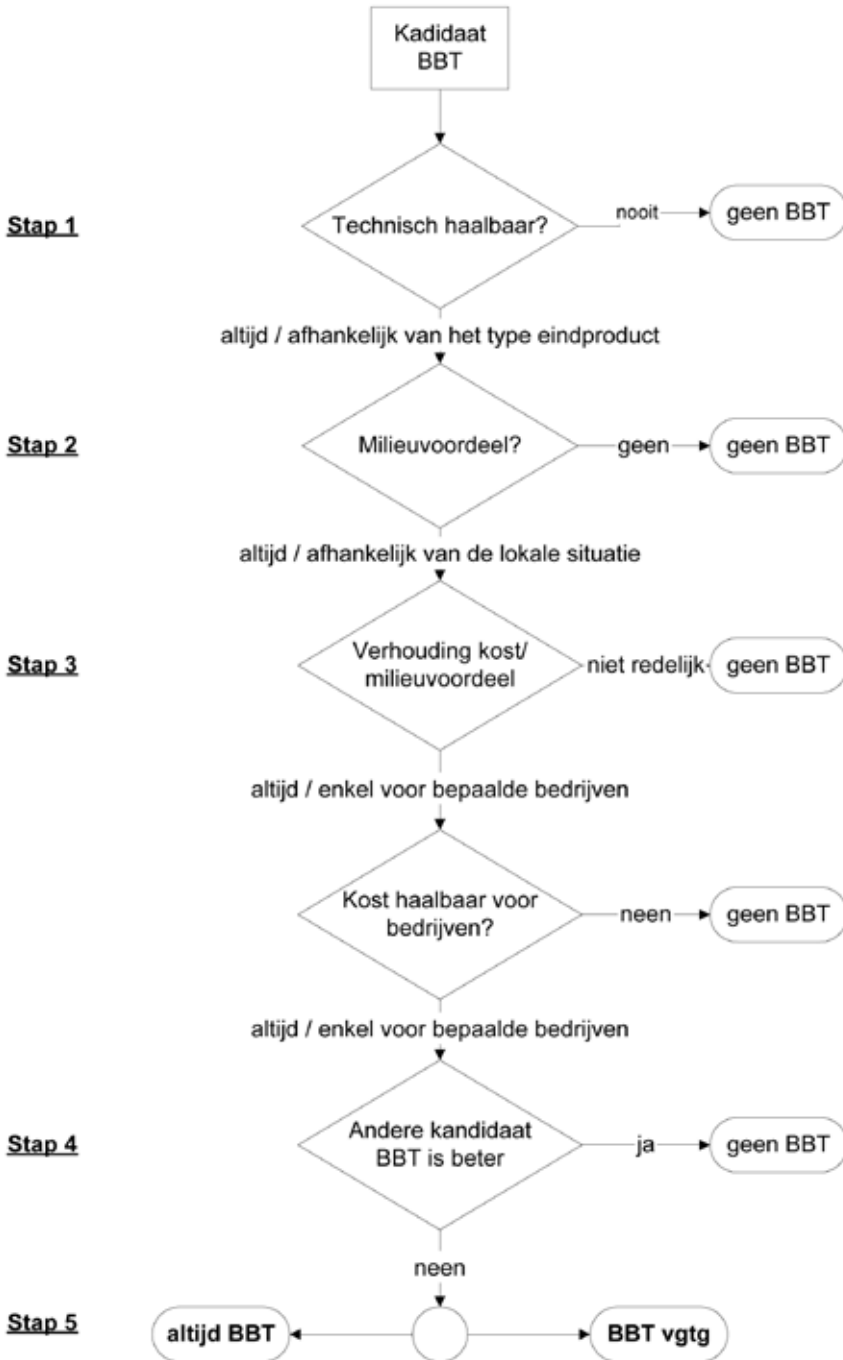 Kadidaat
BBT
Stap 1
Technisch haalbaar?
nooit
geen BBT
altijd / afhankelijk van het type eindproduct
Stap 2
Milieuvoordeel?
geen
geen BBT
altijd / afhankelijk van de lokale situatie
Stap 3
Verhouding kost/
milieuvoordeel
niet redelijk
geen BBT
altijd / enkel voor bepaalde bedrijven
Kost haalbaar voor
bedrijven?
neen
geen BBT
altijd / enkel voor bepaalde bedrijven
Stap 4
Andere kandidaat
BBT is beter
ja
geen BBT
neen
Stap 5
altijd BBT
BBT vgtg